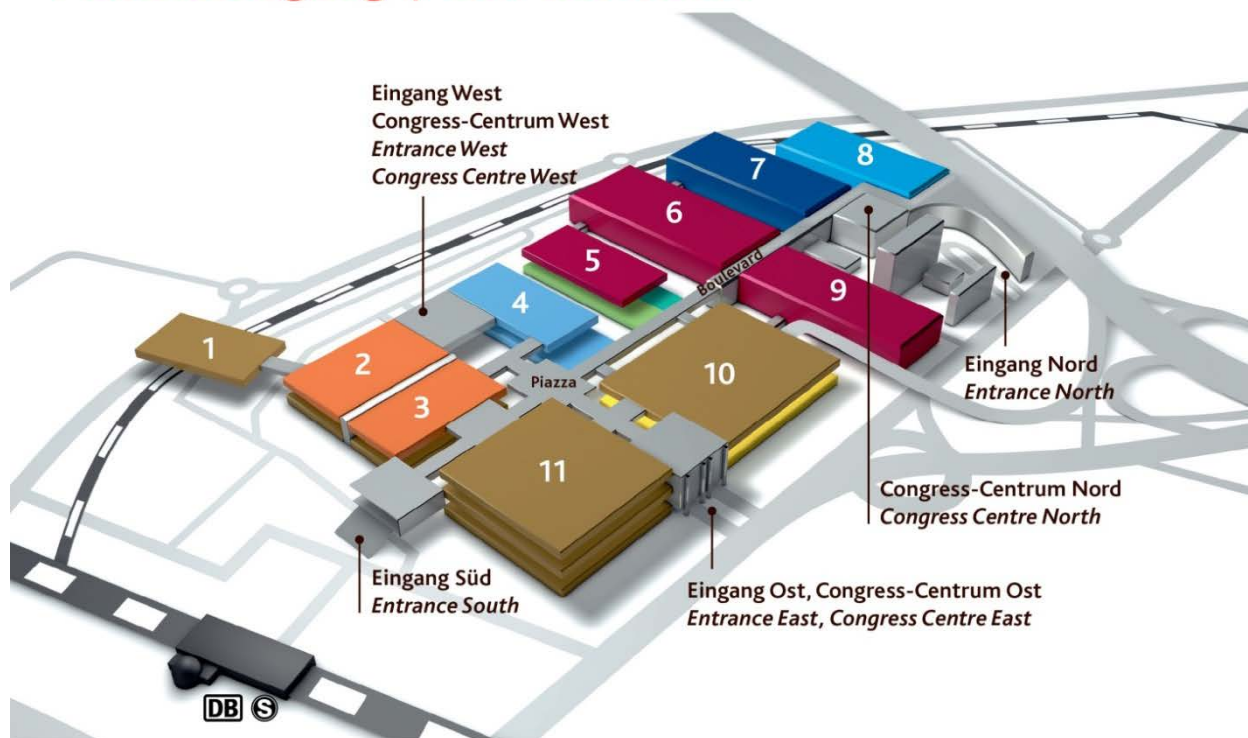 Eingang West
Congress-Centrum West
Entrance West
Congress Centre West
8
7
6
5
Boulevard
9
4
1
2
3
Piazza
10
11
Eingang Nord
Entrance North
Congress-Centrum Nord
Congress Centre North
Eingang Süd
Entrance South
Eingang Ost, Congress-Centrum Ost
Entrance East, Congress Centre East
DB S